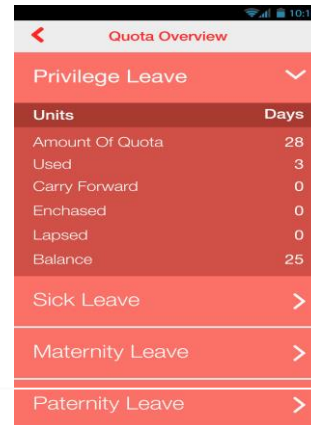 10:1
Quota Overview
Privilege Leave
Units Days
Amount Of Quota 28
Used 3
Carry Forward 0
Enchased 0
Lapsed 0
Balance 25
Sick Leave
Maternity Leave
Paternity Leave